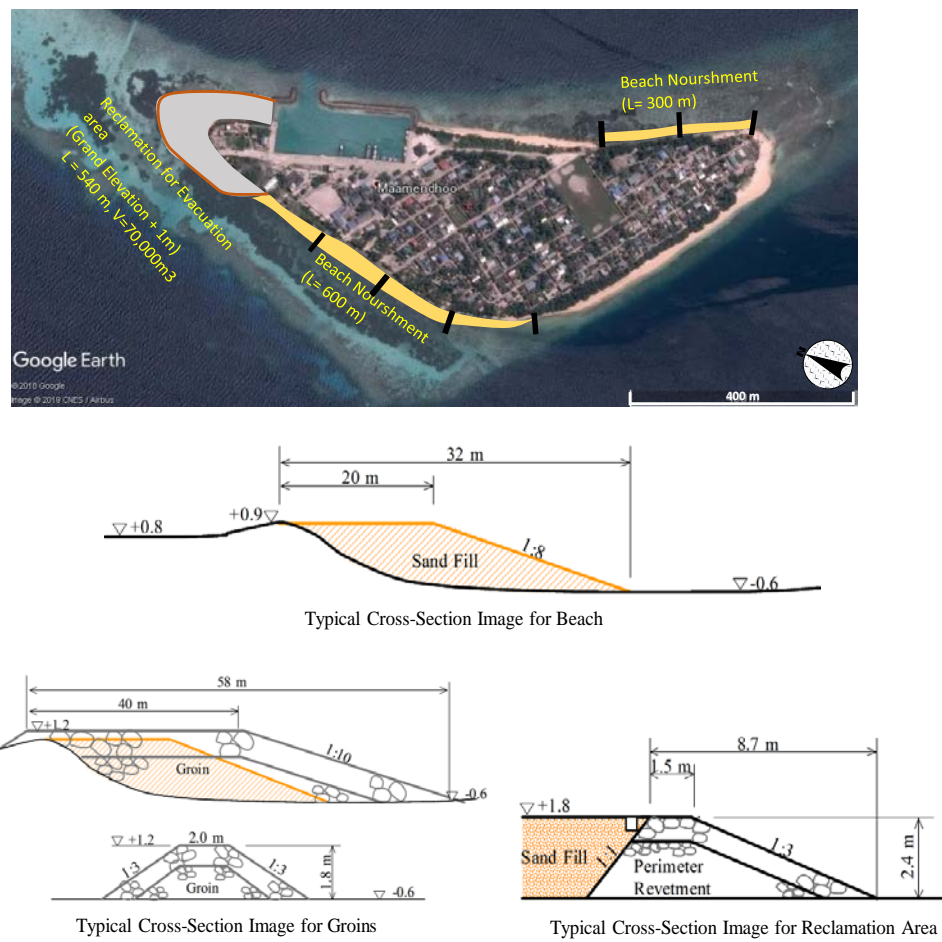 Beach Nourshment
(L= 300 m)
Reclamation for Evacuation
area
(Grand Elevation + 1m)
L = 540 m, V=70,000m3
Maamendhoo
Beach Nourshment
(L= 600 m)
Google Earth
©2018 Google
Image © 2019 CNES / Airbus
N
400 m
32 m
20 m
+0.9
+0.8
1:8
Sand Fill
-0.6
Typical Cross-Section Image for Beach
58 m
40 m
+1.2
1:10
Groin
-0.6
+1.2
2.0 m
1:3
1:3
1.8 m
Groin
-0.6
Typical Cross-Section Image for Groins
8.7 m
1.5 m
+1.8
1:3
2.4 m
Sand Fill
1:1
Perimeter
Revetment
Typical Cross-Section Image for Reclamation Area